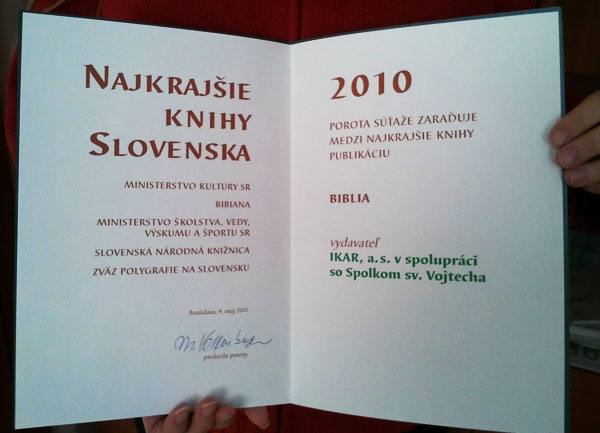 NAJKRAJŠIE
KNIHY
SLOVENSKA
MINISTERSTVO KULTÚRY SR
BIBIANA
MINISTERSTVO ŠKOLSTVA, VEDY,
VÝSKUMU A ŠPORTU SR
SLOVENSKÁ NÁRODNÁ KNIŽNICA
ZVÄZ POLYGRAFIE NA SLOVENSKU
Bratislava, 4. máj 2011
predseda poroty
2010
POROTA SÚŤAŽE ZARAĎUJE
MEDZI NAJKRAJŠIE KNIHY
PUBLIKÁCIU
BIBLIA
vydavateľ
IKAR, a. s. v spolupráci
so Spolkom sv. Vojtecha